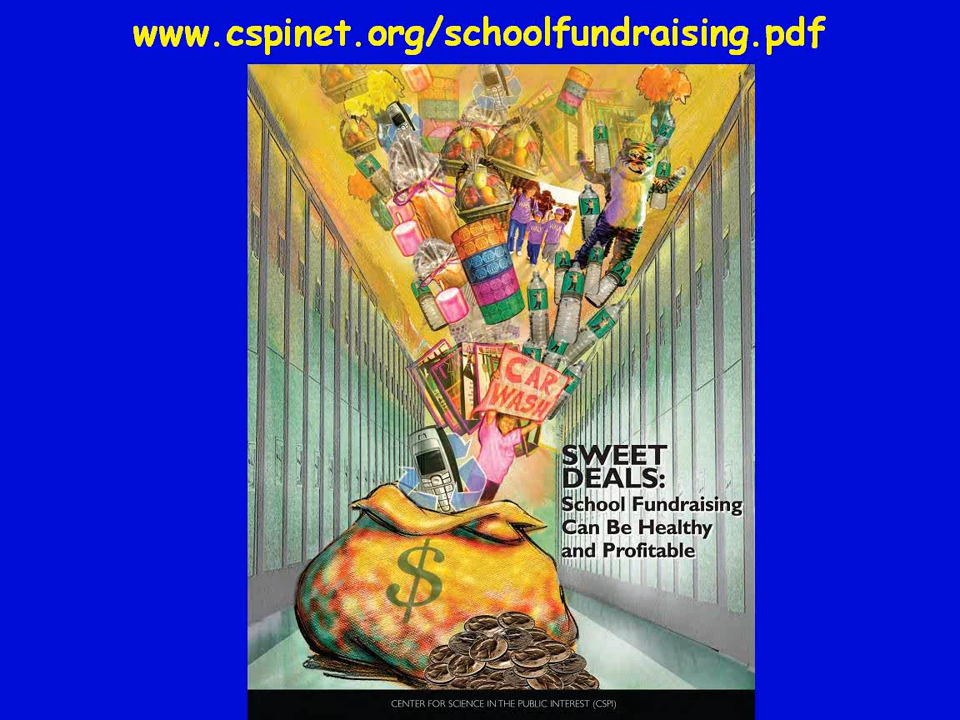 www.cspinet.org/schoolfundraising.pdf
CAR
WASH
SWEET
DEALS:
School Fundraising
Can Be Healthy
and Profitable
$
CENTER FOR SCIENCE IN THE PUBLIC INTEREST (CSPI)